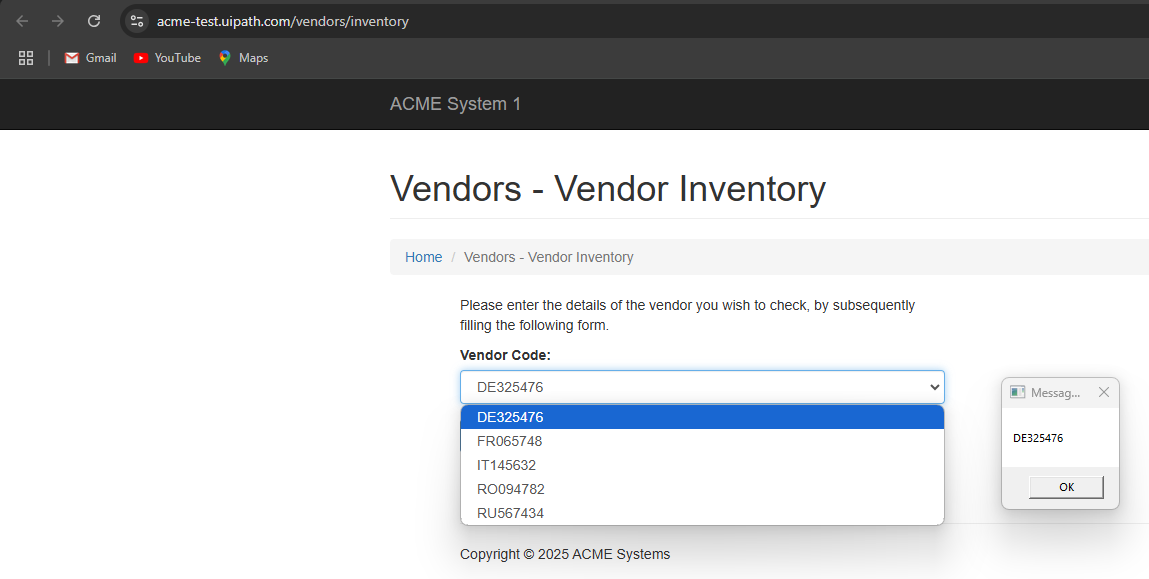 acme-test.uipath.com/vendors/inventory
Gmail YouTube Maps
ACME System 1
Vendors - Vendor Inventory
Home / Vendors - Vendor Inventory
Please enter the details of the vendor you wish to check, by subsequently
filling the following form.
Vendor Code:
DE325476
DE325476
FR065748
IT145632
RO094782
RU567434
Messag...
DE325476
OK
Copyright © 2025 ACME Systems